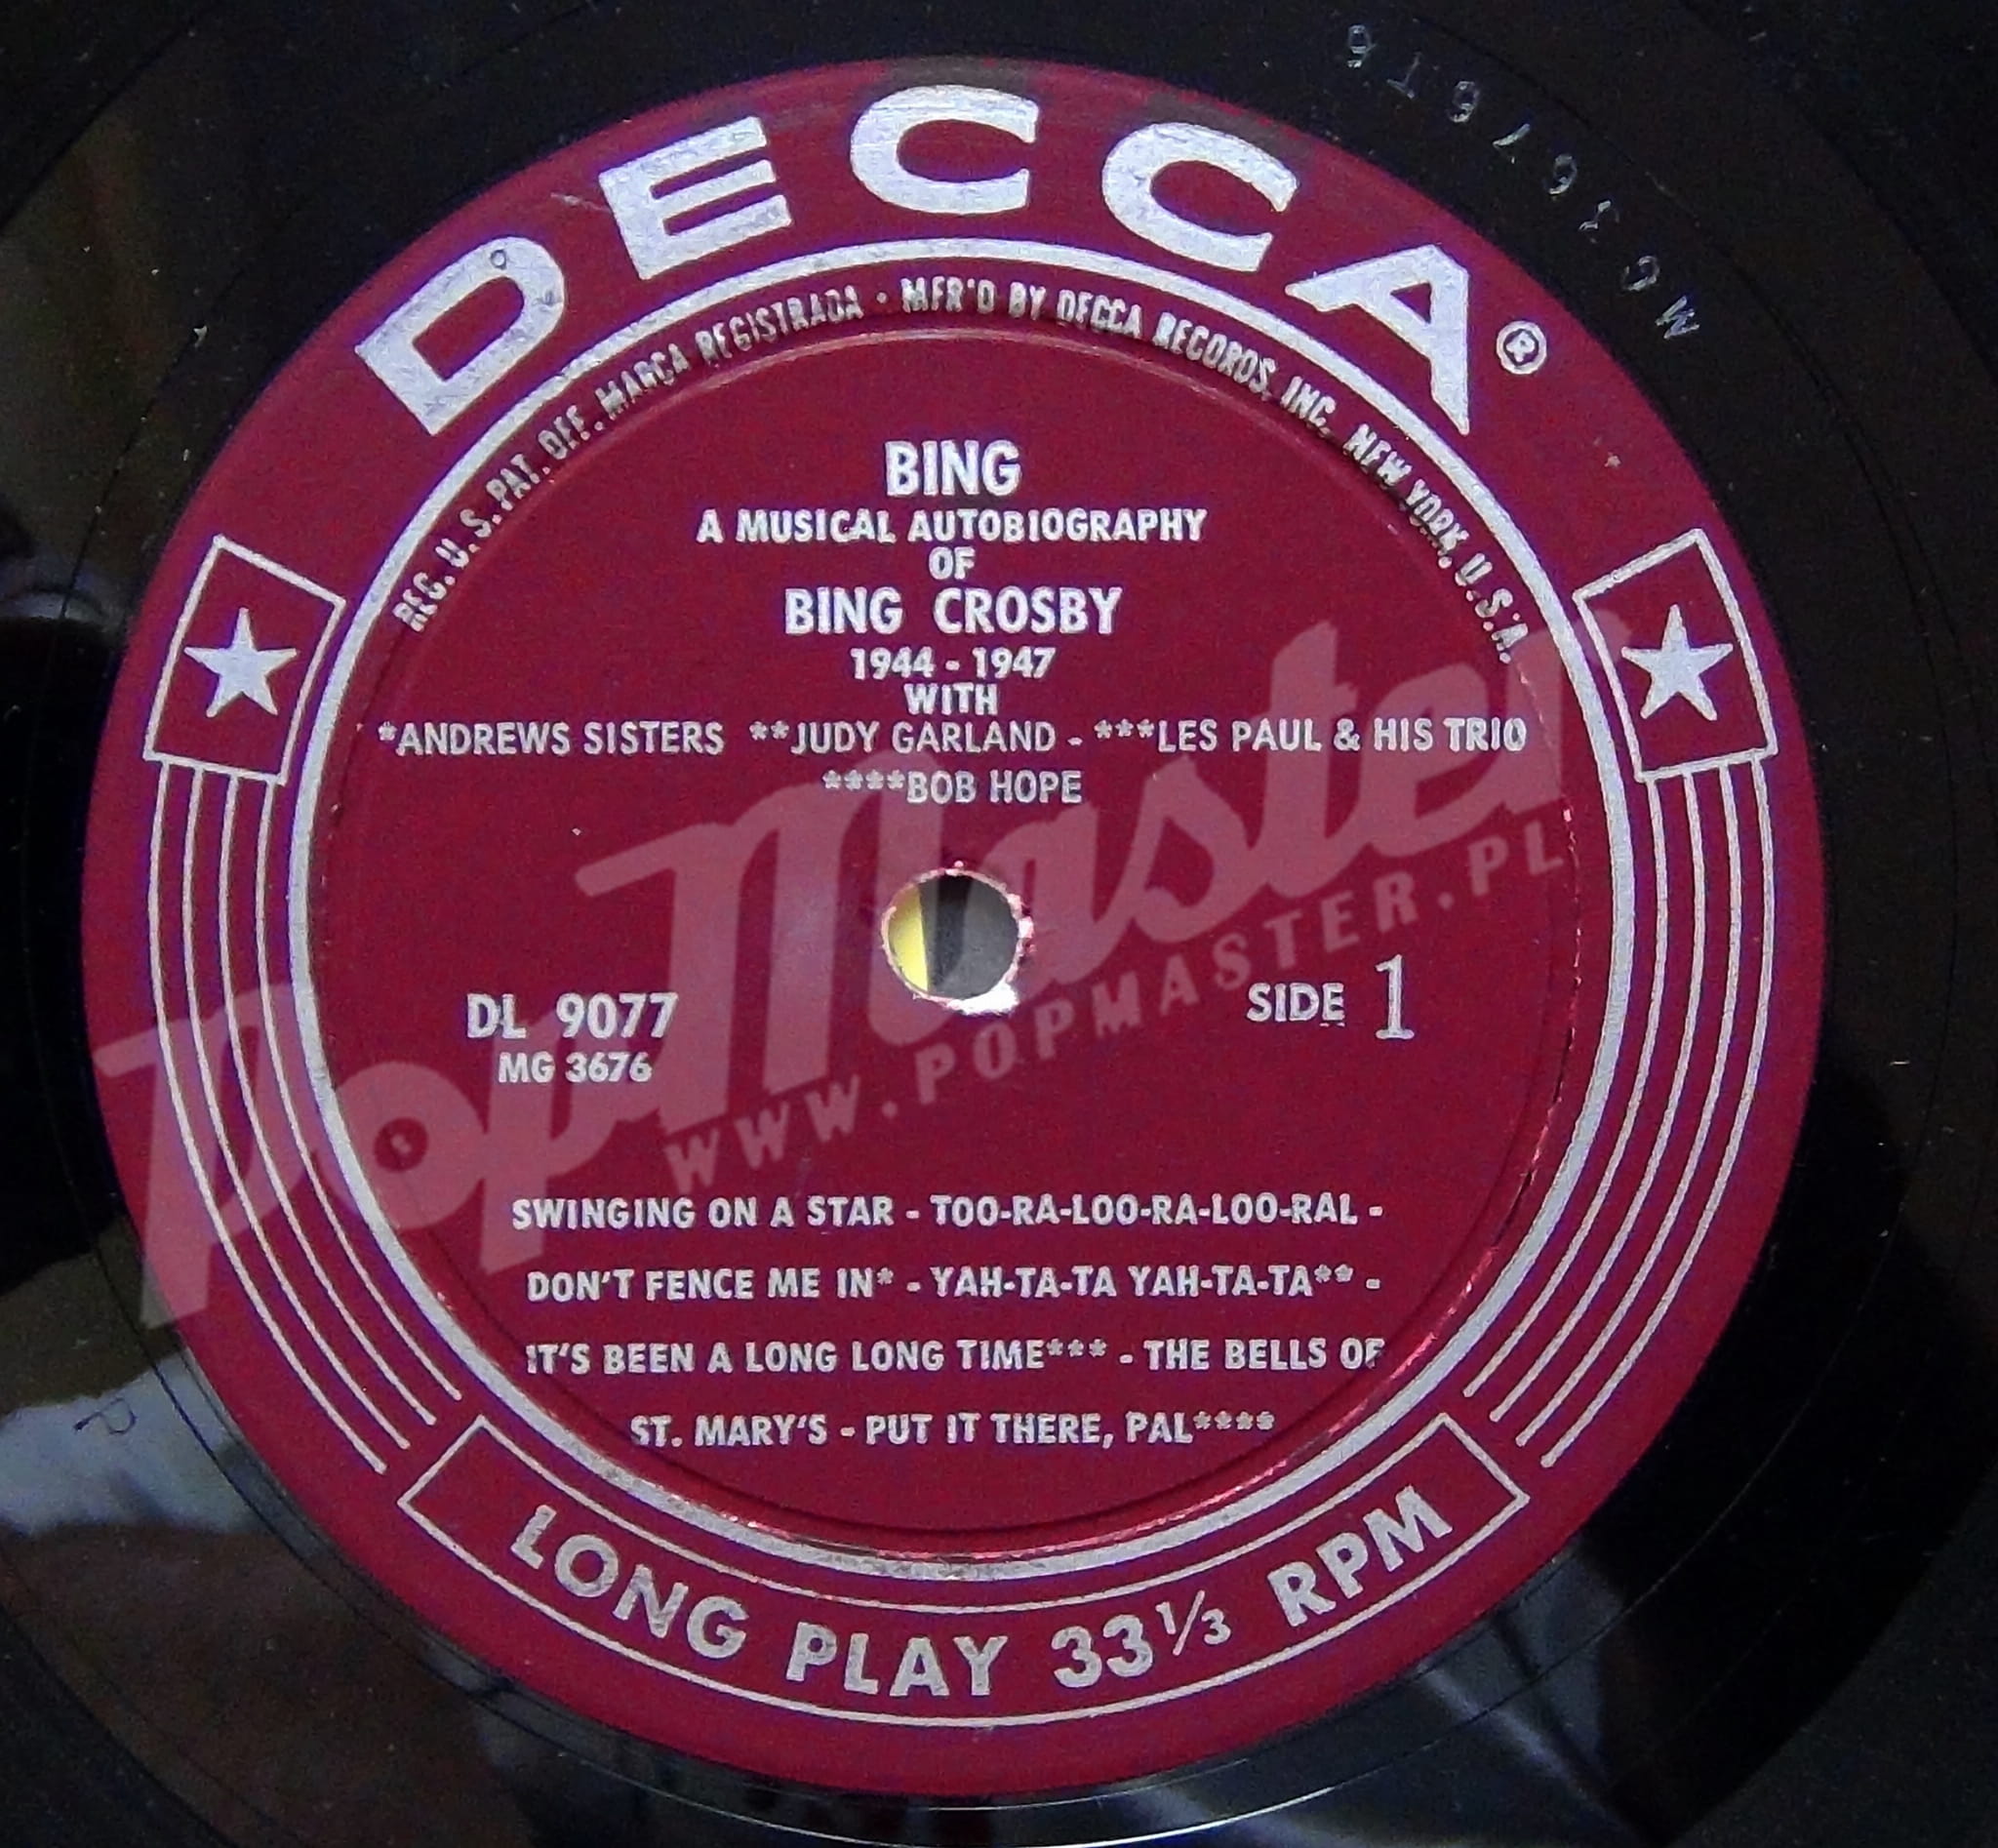 DECCA®
REG. U.S. PAT. OFF. MARCA REGISTRADA · MFR'D BY DECCA RECORDS, INC. NEW YORK, U.S.A.
BING
A MUSICAL AUTOBIOGRAPHY
OF
BING CROSBY
1944 - 1947
WITH
*ANDREWS SISTERS **JUDY GARLAND - ***LES PAUL & HIS TRIO
****BOB HOPE
DL 9077
MG 3676
SIDE 1
SWINGING ON A STAR - TOO-RA-LOO-RA-LOO-RAL -
DON'T FENCE ME IN* - YAH-TA-TA YAH-TA-TA** -
IT'S BEEN A LONG LONG TIME*** - THE BELLS OF
ST. MARY'S - PUT IT THERE, PAL****
LONG PLAY 33⅓ RPM
PopMaster
WWW.POPMASTER.PL